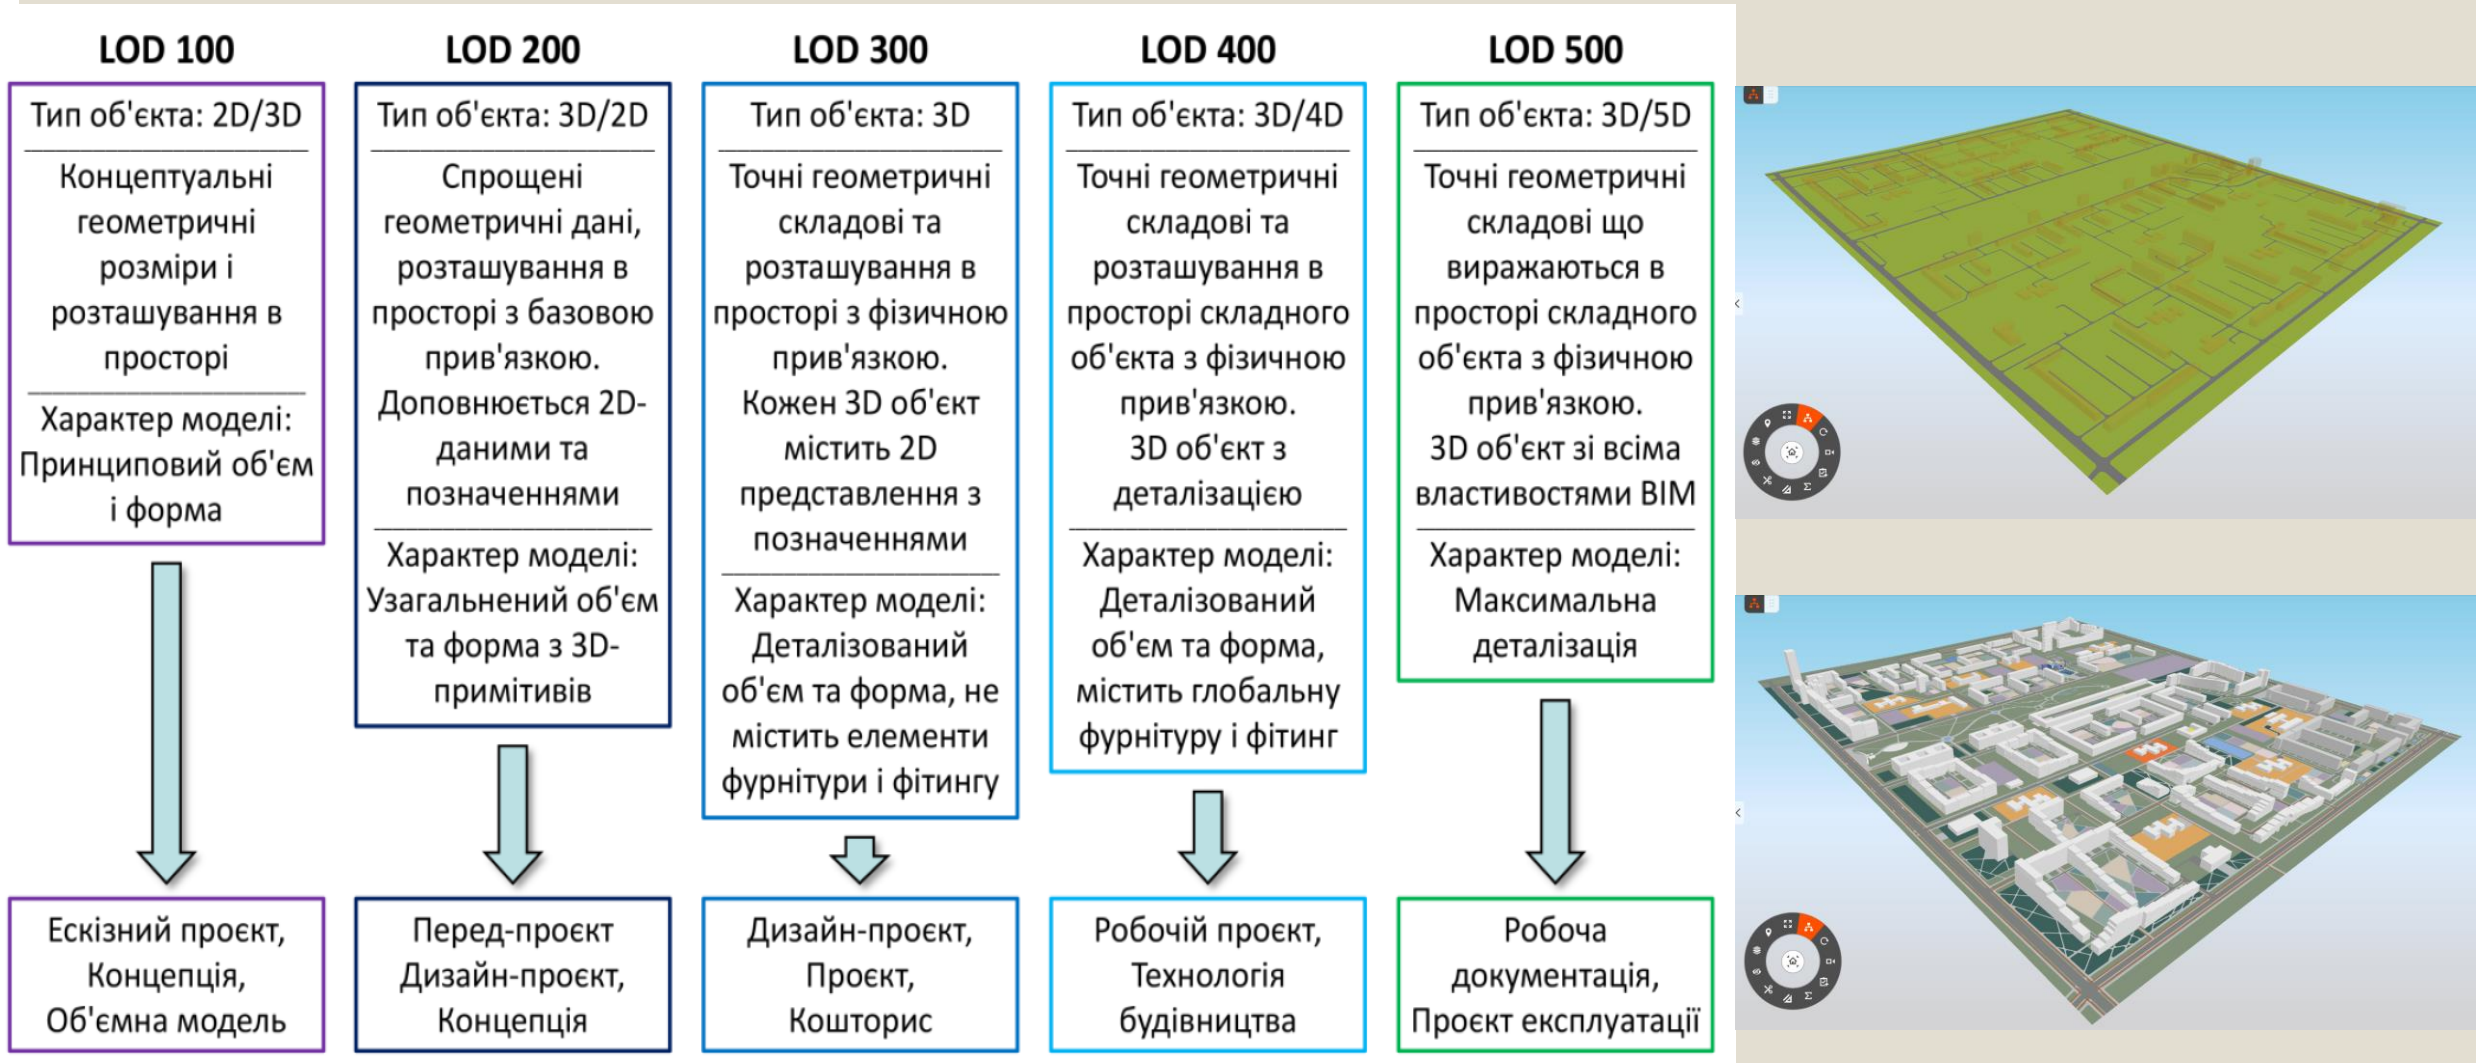 LOD 100
Тип об'єкта: 2D/3D
Концептуальні
геометричні
розміри і
розташування в
просторі
Характер моделі:
Принциповий об'єм
і форма
Ескізний проєкт,
Концепція,
Об'ємна модель
LOD 200
Тип об'єкта: 3D/2D
Спрощені
геометричні дані,
розташування в
просторі з базовою
прив'язкою.
Доповнюється 2D-
даними та
позначеннями
Характер моделі:
Узагальнений об'єм
та форма з 3D-
примітивів
Перед-проєкт
Дизайн-проєкт,
Концепція
LOD 300
Тип об'єкта: 3D
Точні геометричні
складові та
розташування в
просторі з фізичною
прив'язкою.
Кожен 3D об'єкт
містить 2D
представлення з
позначеннями
Характер моделі:
Деталізований
об'єм та форма, не
містить елементи
фурнітури і фітингу
Дизайн-проєкт,
Проєкт,
Кошторис
LOD 400
Тип об'єкта: 3D/4D
Точні геометричні
складові та
розташування в
просторі складного
об'єкта з фізичною
прив'язкою.
3D об'єкт з
деталізацією
Характер моделі:
Деталізований
об'єм та форма,
містить глобальну
фурнітуру і фітинг
Робочій проєкт,
Технологія
будівництва
LOD 500
Тип об'єкта: 3D/5D
Точні геометричні
складові що
виражаються в
просторі складного
об'єкта з фізичною
прив'язкою.
3D об'єкт зі всіма
властивостями BIM
Характер моделі:
Максимальна
деталізація
Робоча
документація,
Проєкт експлуатації